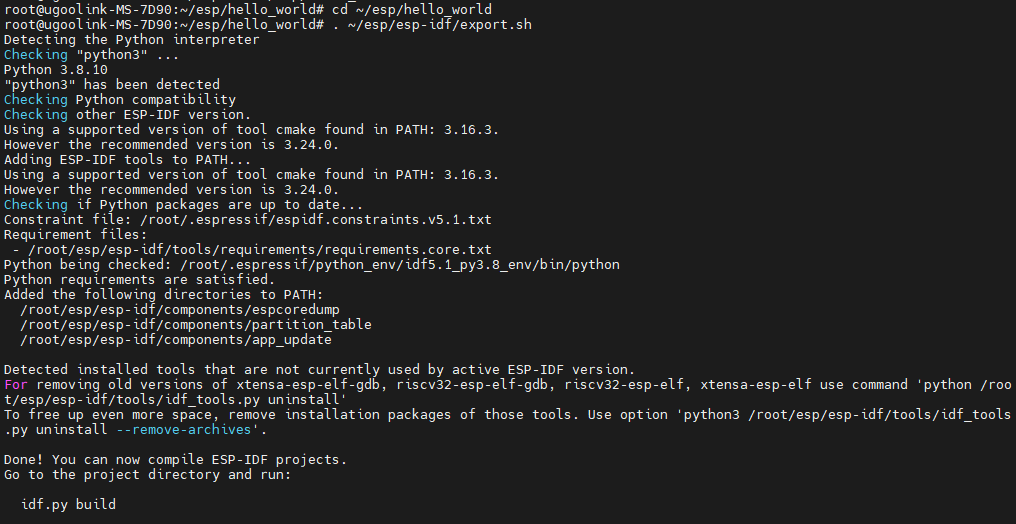 root@ugoolink-MS-7D90:~/esp/hello_world# cd ~/esp/hello_world
root@ugoolink-MS-7D90:~/esp/hello_world# . ~/esp/esp-idf/export.sh
Detecting the Python interpreter
Checking "python3" ...
Python 3.8.10
"python3" has been detected
Checking Python compatibility
Checking other ESP-IDF version.
Using a supported version of tool cmake found in PATH: 3.16.3.
However the recommended version is 3.24.0.
Adding ESP-IDF tools to PATH...
Using a supported version of tool cmake found in PATH: 3.16.3.
However the recommended version is 3.24.0.
Checking if Python packages are up to date...
Constraint file: /root/.espressif/espidf.constraints.v5.1.txt
Requirement files:
 - /root/esp/esp-idf/tools/requirements/requirements.core.txt
Python being checked: /root/.espressif/python_env/idf5.1_py3.8_env/bin/python
Python requirements are satisfied.
Added the following directories to PATH:
  /root/esp/esp-idf/components/espcoredump
  /root/esp/esp-idf/components/partition_table
  /root/esp/esp-idf/components/app_update

Detected installed tools that are not currently used by active ESP-IDF version.
For removing old versions of xtensa-esp-elf-gdb, riscv32-esp-elf-gdb, riscv32-esp-elf, xtensa-esp-elf use command 'python /roo
t/esp/esp-idf/tools/idf_tools.py uninstall'
To free up even more space, remove installation packages of those tools. Use option 'python3 /root/esp/esp-idf/tools/idf_tools
.py uninstall --remove-archives'.

Done! You can now compile ESP-IDF projects.
Go to the project directory and run:

  idf.py build